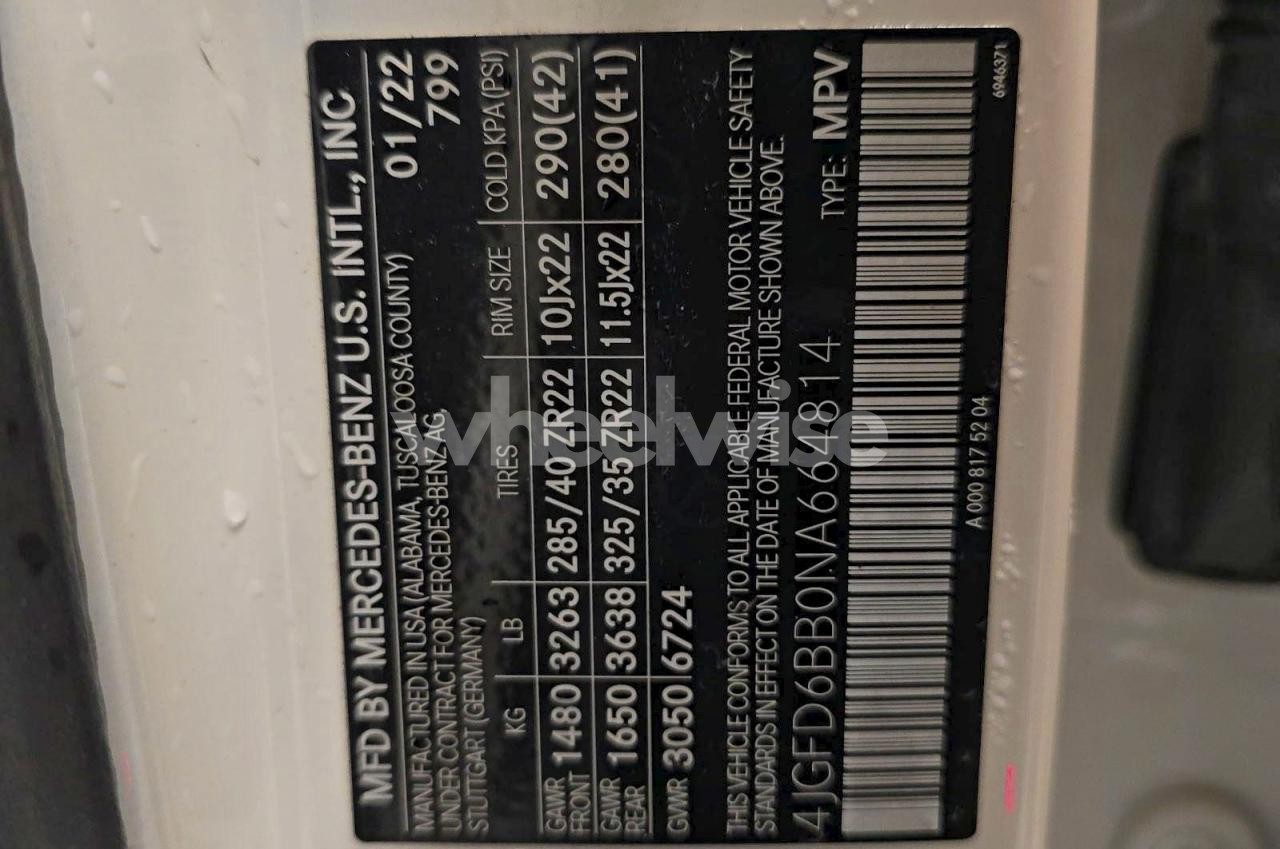 MFD BY MERCEDES-BENZ U.S. INTL., INC
MANUFACTURED IN USA (ALABAMA, TUSCALOOSA COUNTY) 01/22
UNDER CONTRACT FOR MERCEDES-BENZ AG, 799
STUTTGART (GERMANY)
KG LB TIRES RIM SIZE COLD KPA (PSI)
GAWR FRONT 1480 3263 285/40 ZR22 10Jx22 290(42)
GAWR REAR 1650 3638 325/35 ZR22 11.5Jx22 280(41)
GVWR 3050 6724
THIS VEHICLE CONFORMS TO ALL APPLICABLE FEDERAL MOTOR VEHICLE SAFETY
STANDARDS IN EFFECT ON THE DATE OF MANUFACTURE SHOWN ABOVE.
4JGFD6BB0NA664814 TYPE: MPV
A 000 817 52 04 6946371
wheelwise